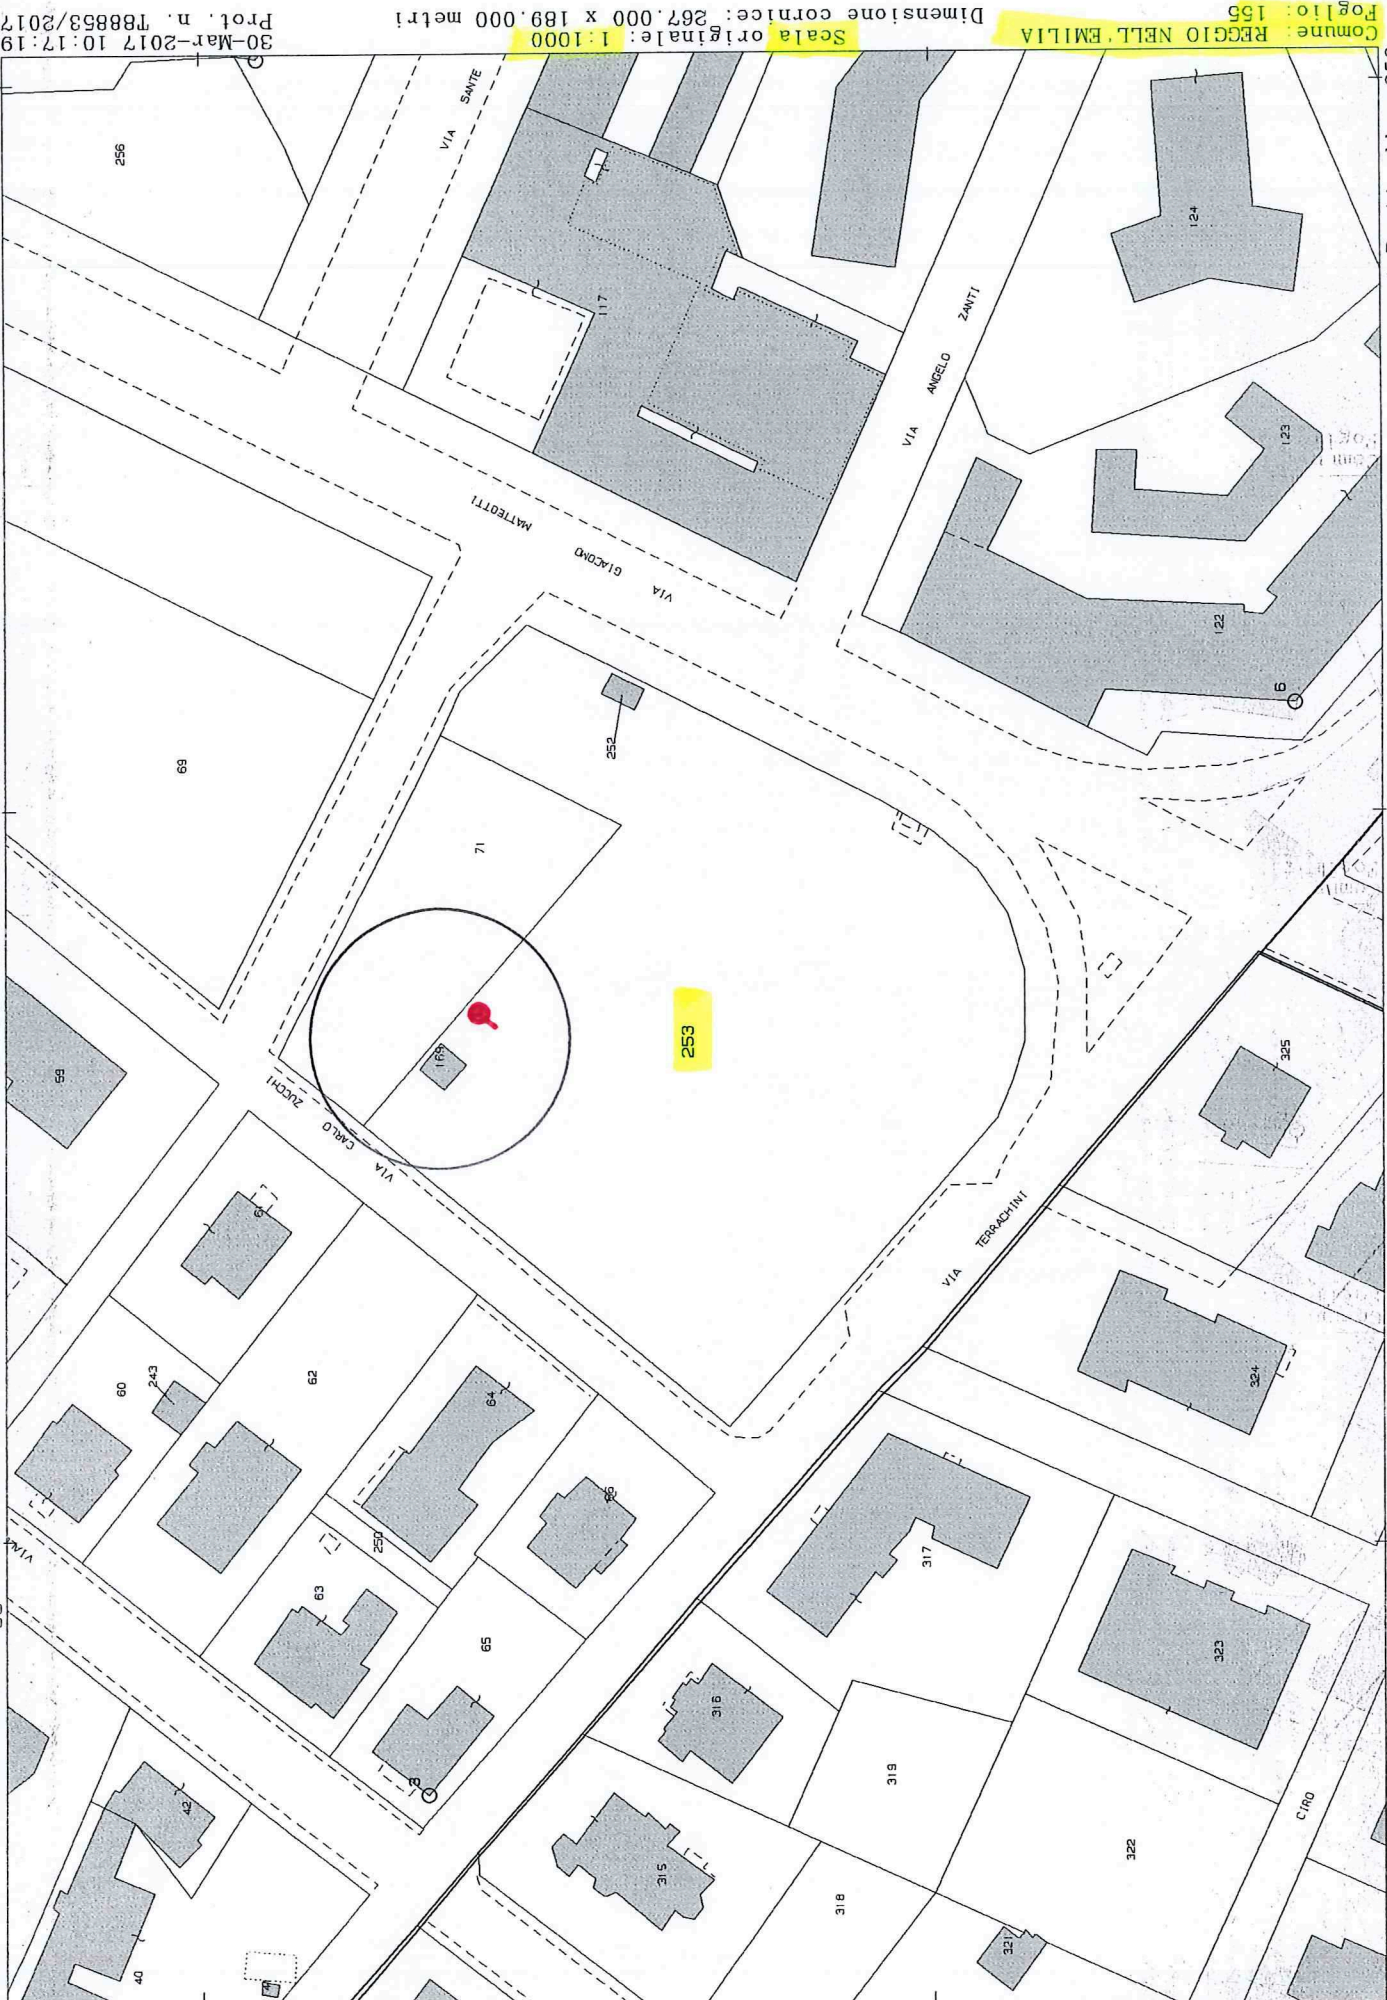 Comune: REGGIO NELL'EMILIA
Foglio: 155
Scala originale: 1:1000
Dimensione cornice: 267.000 x 189.000 metri
30-Mar-2017 10:17:19
Prot. n. T88853/2017
256
VIA SANTE
117
124
VIA ANGELO ZANTI
123
VIA GIACOMO MATTEOTTI
122
6
252
69
71
253
169
59
VIA CARLO ZUCCHI
325
61
VIA TERRACHINI
60
243
62
64
324
66
250
317
63
65
323
316
3
319
42
CIRO
322
315
318
321
40
41